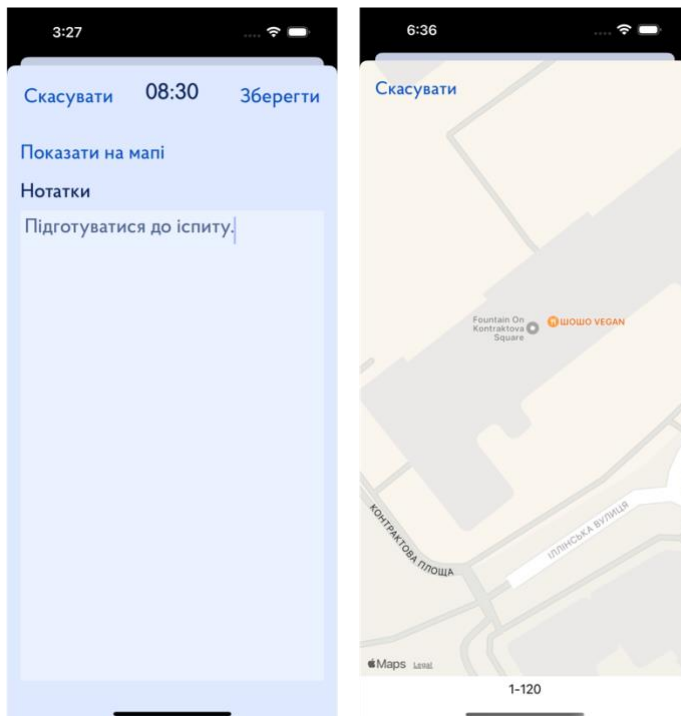 3:27
Скасувати 08:30 Зберегти
Показати на мапі
Нотатки
Підготуватися до іспиту.
6:36
Скасувати
Fountain On
Kontraktova
Square
ШОШО VEGAN
КОНТРАКТОВА ПЛОЩА
ІЛЛІНСЬКА ВУЛИЦЯ
Maps Legal
1-120